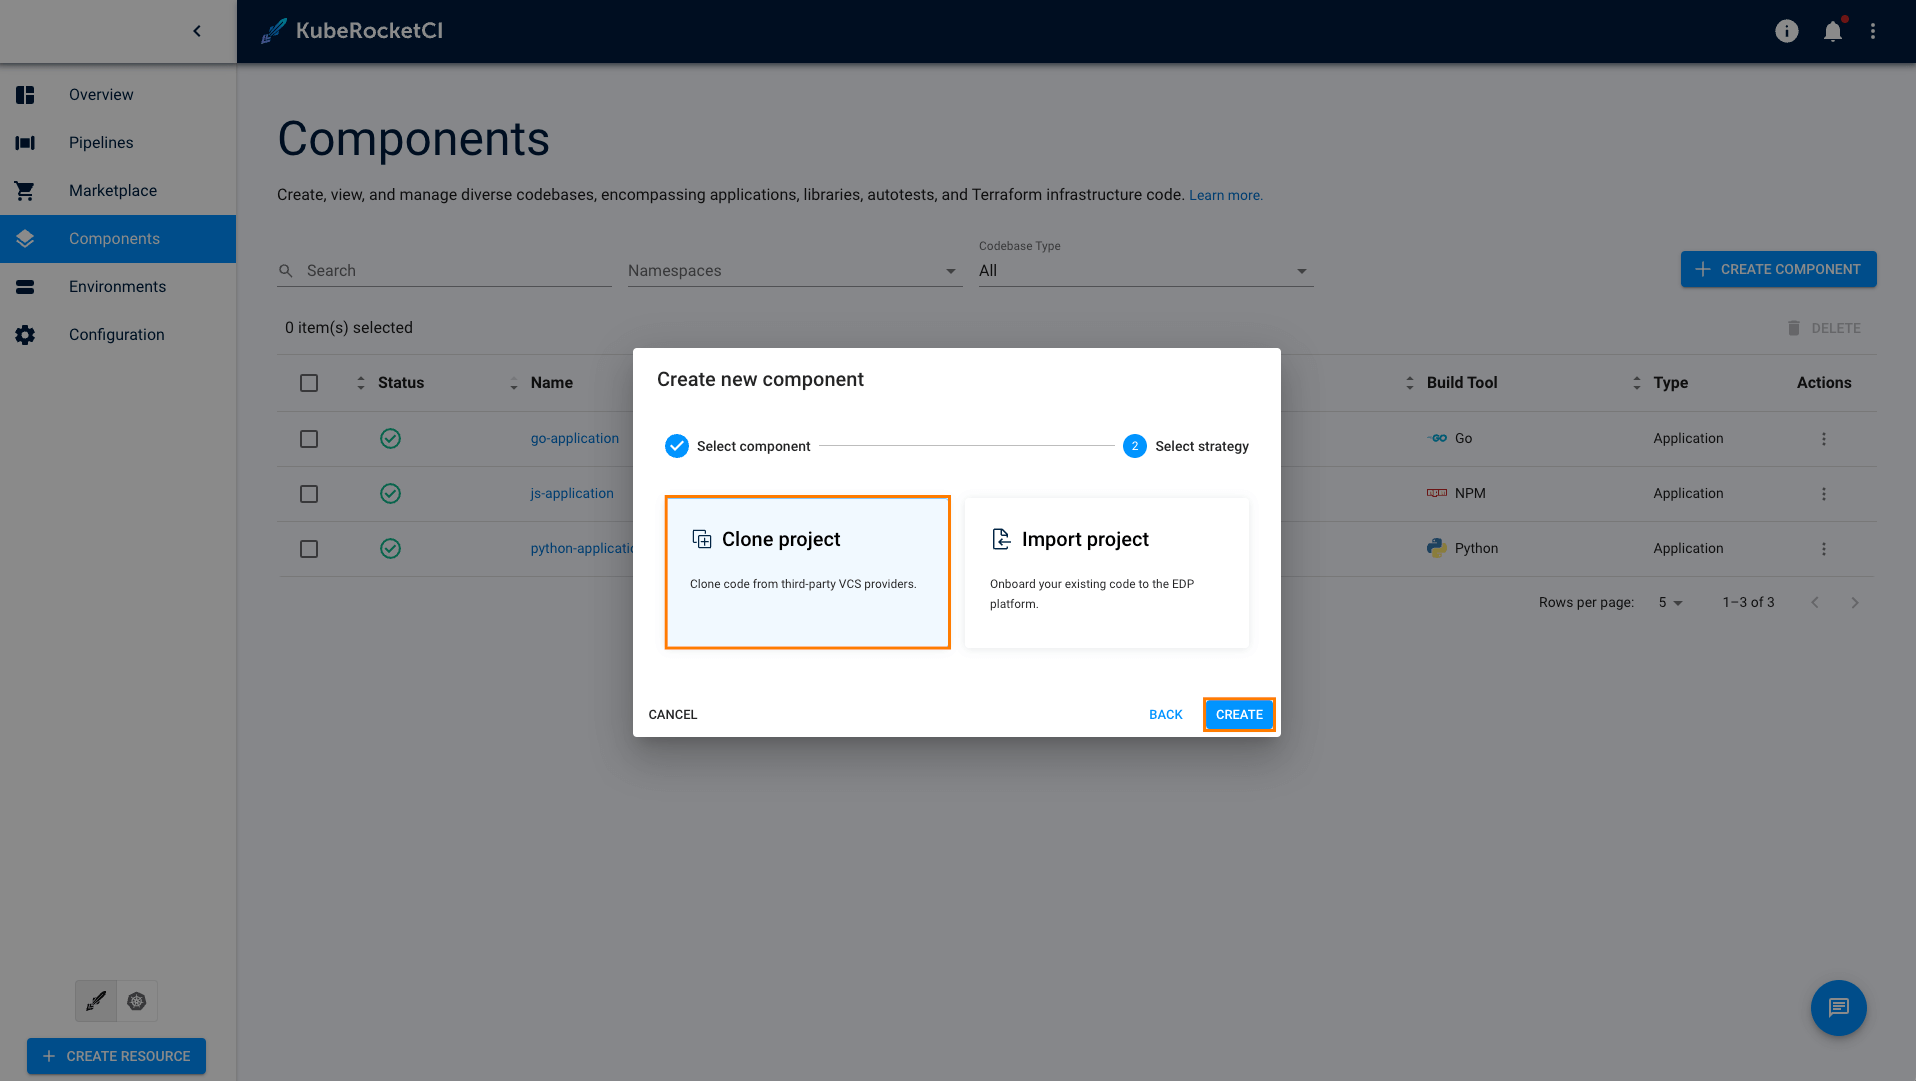 KubeRocketCI
Overview
Pipelines
Marketplace
Components
Environments
Configuration
CREATE RESOURCE
Components
Create, view, and manage diverse codebases, encompassing applications, libraries, autotests, and Terraform infrastructure code. Learn more.
Search
Namespaces
Codebase Type
All
CREATE COMPONENT
0 item(s) selected
DELETE
Status Name Build Tool Type Actions
go-application Go Application
js-application NPM Application
python-applicatio Python Application
Rows per page: 5 1–3 of 3
Create new component
Select component
2 Select strategy
Clone project
Clone code from third-party VCS providers.
Import project
Onboard your existing code to the EDP
platform.
CANCEL
BACK
CREATE